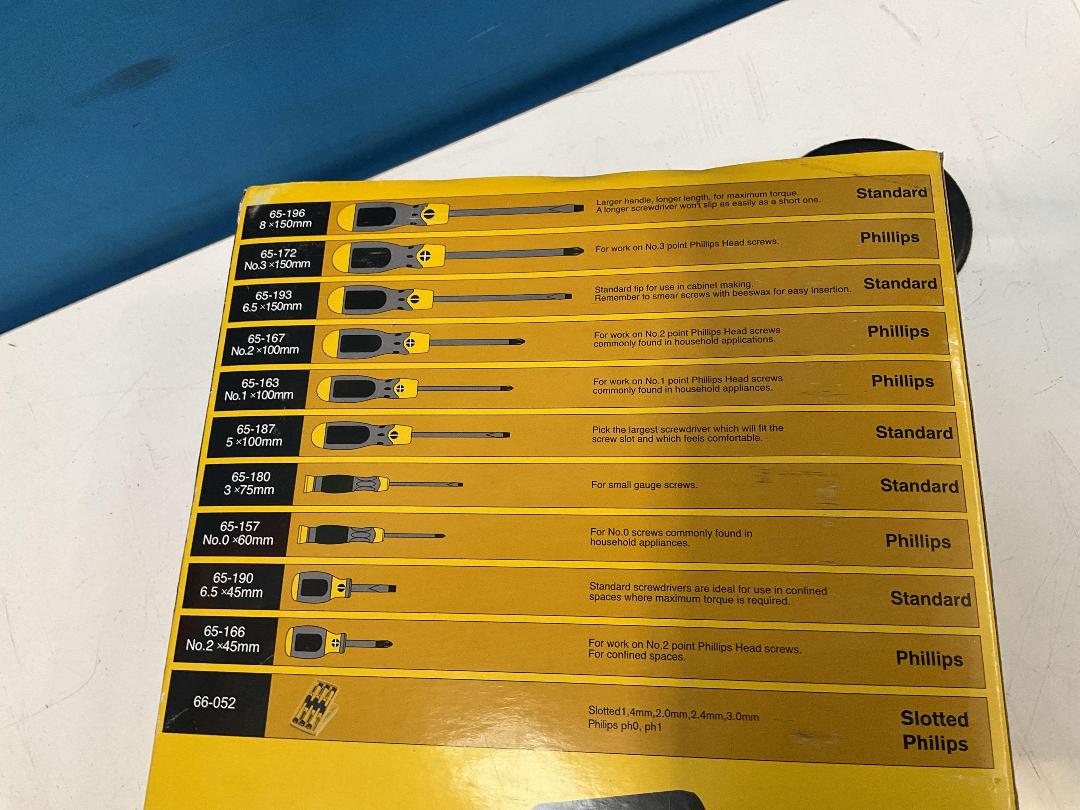 65-196
8 ×150mm
Larger handle, longer length, for maximum torque.
A longer screwdriver won't slip as easily as a short one.
Standard
65-172
No.3 ×150mm
For work on No.3 point Phillips Head screws.
Phillips
65-193
6.5 ×150mm
Standard tip for use in cabinet making.
Remember to smear screws with beeswax for easy insertion.
Standard
65-167
No.2 ×100mm
For work on No.2 point Phillips Head screws
commonly found in household applications.
Phillips
65-163
No.1 ×100mm
For work on No.1 point Phillips Head screws
commonly found in household appliances.
Phillips
65-187
5 ×100mm
Pick the largest screwdriver which will fit the
screw slot and which feels comfortable.
Standard
65-180
3 ×75mm
For small gauge screws.
Standard
65-157
No.0 ×60mm
For No.0 screws commonly found in
household appliances.
Phillips
65-190
6.5 ×45mm
Standard screwdrivers are ideal for use in confined
spaces where maximum torque is required.
Standard
65-166
No.2 ×45mm
For work on No.2 point Phillips Head screws.
For confined spaces.
Phillips
66-052
Slotted1,4mm,2.0mm,2.4mm,3.0mm
Philips ph0, ph1
Slotted
Philips